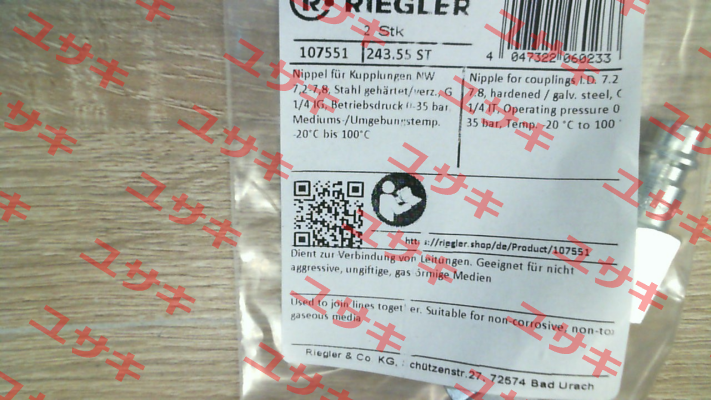 RIEGLER
2 Stk
107551 243.55 ST
4 047322 060233
Nippel für Kupplungen NW
7,2-7,8, Stahl gehärtet/verz., G
1/4 IG, Betriebsdruck 0-35 bar
Mediums-/Umgebungstemp.
-20°C bis 100°C
Nipple for couplings I.D. 7.2
7.8, hardened / galv. steel, G
1/4 IT, Operating pressure 0
35 bar, Temp. -20 °C to 100
https://riegler.shop/de/Product/107551
Dient zur Verbindung von Leitungen. Geeignet für nicht
aggressive, ungiftige, gasförmige Medien
Used to join lines together. Suitable for non-corrosive, non-to
gaseous media
Riegler & Co. KG, Schützenstr.27, 72574 Bad Urach
ユサキ